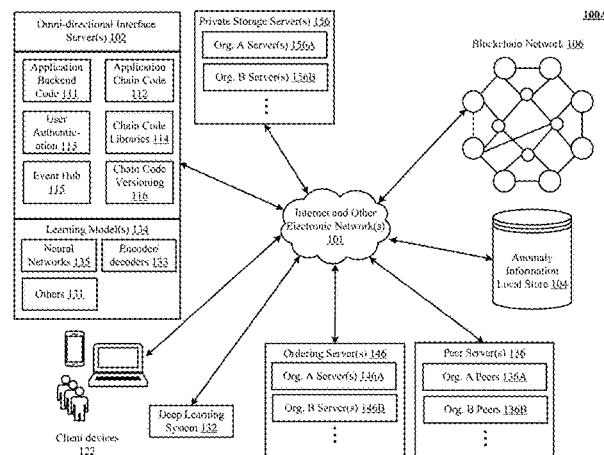 100A
Omni-directional Interface
Server(s) 102
Application
Backend
Code 111
Application
Chain Code
112
User
Authentic-
ation 113
Chain Code
Libraries 114
Event Hub
115
Chain Code
Versioning
116
Learning Model(s) 134
Neural
Networks 135
Encoder/
decoders 133
Others 131
Private Storage Server(s) 156
Org. A Server(s) 156A
Org. B Server(s) 156B
Blockchain Network 106
Internet and Other
Electronic Network(s)
101
Anomaly
Information
Local Store 104
Client devices
122
Deep Learning
System 132
Ordering Server(s) 146
Org. A Server(s) 146A
Org. B Server(s) 146B
Peer Server(s) 136
Org. A Peers 136A
Org. B Peers 136B